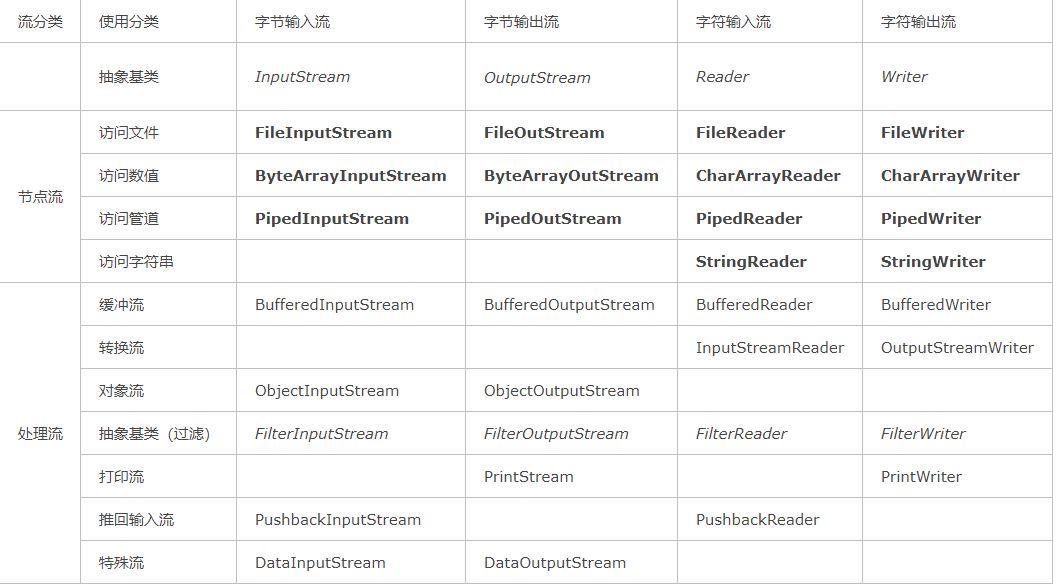 流分类 使用分类 字节输入流 字节输出流 字符输入流 字符输出流
抽象基类 InputStream OutputStream Reader Writer
访问文件 FileInputStream FileOutStream FileReader FileWriter
访问数值 ByteArrayInputStream ByteArrayOutStream CharArrayReader CharArrayWriter
节点流
访问管道 PipedInputStream PipedOutStream PipedReader PipedWriter
访问字符串 StringReader StringWriter
缓冲流 BufferedInputStream BufferedOutputStream BufferedReader BufferedWriter
转换流 InputStreamReader OutputStreamWriter
对象流 ObjectInputStream ObjectOutputStream
处理流 抽象基类（过滤） FilterInputStream FilterOutputStream FilterReader FilterWriter
打印流 PrintStream PrintWriter
推回输入流 PushbackInputStream PushbackReader
特殊流 DataInputStream DataOutputStream